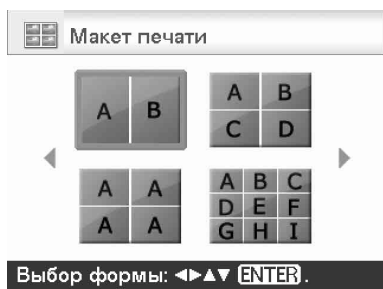 Макет печати
A B
A B
C D
A A
A A
A B C
D E F
G H I
Выбор формы: ◄►▲▼ ENTER.